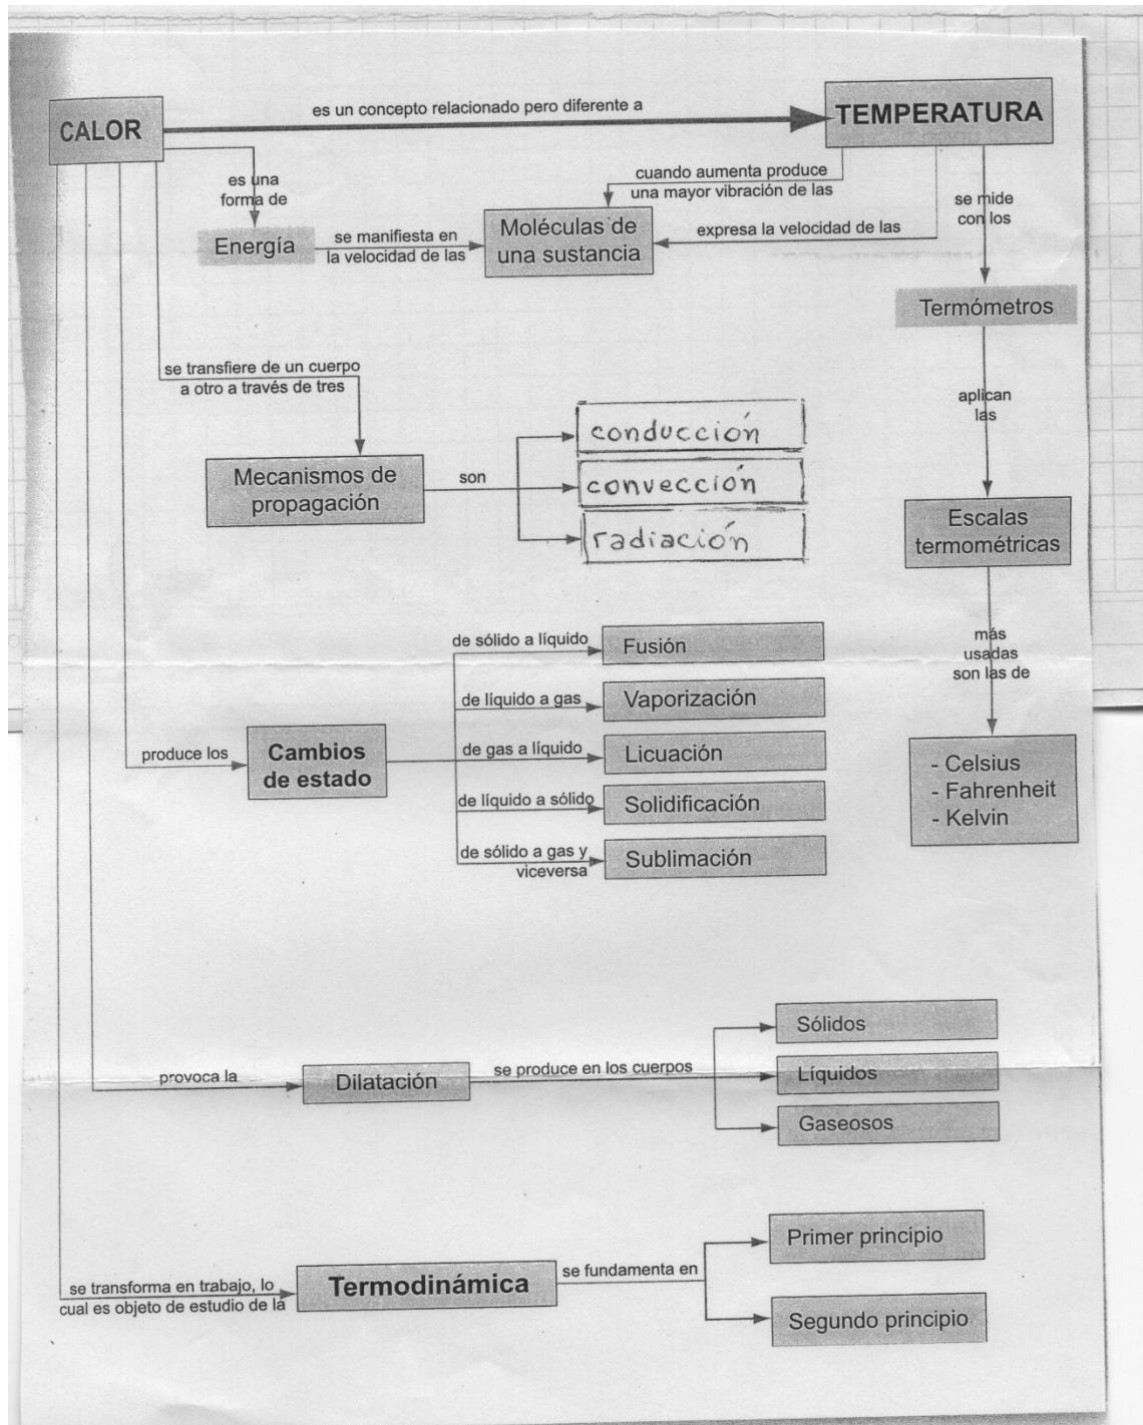 es un concepto relacionado pero diferente a
CALOR
TEMPERATURA
es una
forma de
cuando aumenta produce
una mayor vibración de las
se mide
con los
Energía
se manifiesta en
la velocidad de las
Moléculas de
una sustancia
expresa la velocidad de las
Termómetros
se transfiere de un cuerpo
a otro a través de tres
aplican
las
Mecanismos de
propagación
son
conducción
convección
radiación
Escalas
termométricas
más
usadas
son las de
- Celsius
- Fahrenheit
- Kelvin
produce los
Cambios
de estado
de sólido a líquido
Fusión
de líquido a gas
Vaporización
de gas a líquido
Licuación
de líquido a sólido
Solidificación
de sólido a gas y
viceversa
Sublimación
provoca la
Dilatación
se produce en los cuerpos
Sólidos
Líquidos
Gaseosos
se transforma en trabajo, lo
cual es objeto de estudio de la
Termodinámica
se fundamenta en
Primer principio
Segundo principio